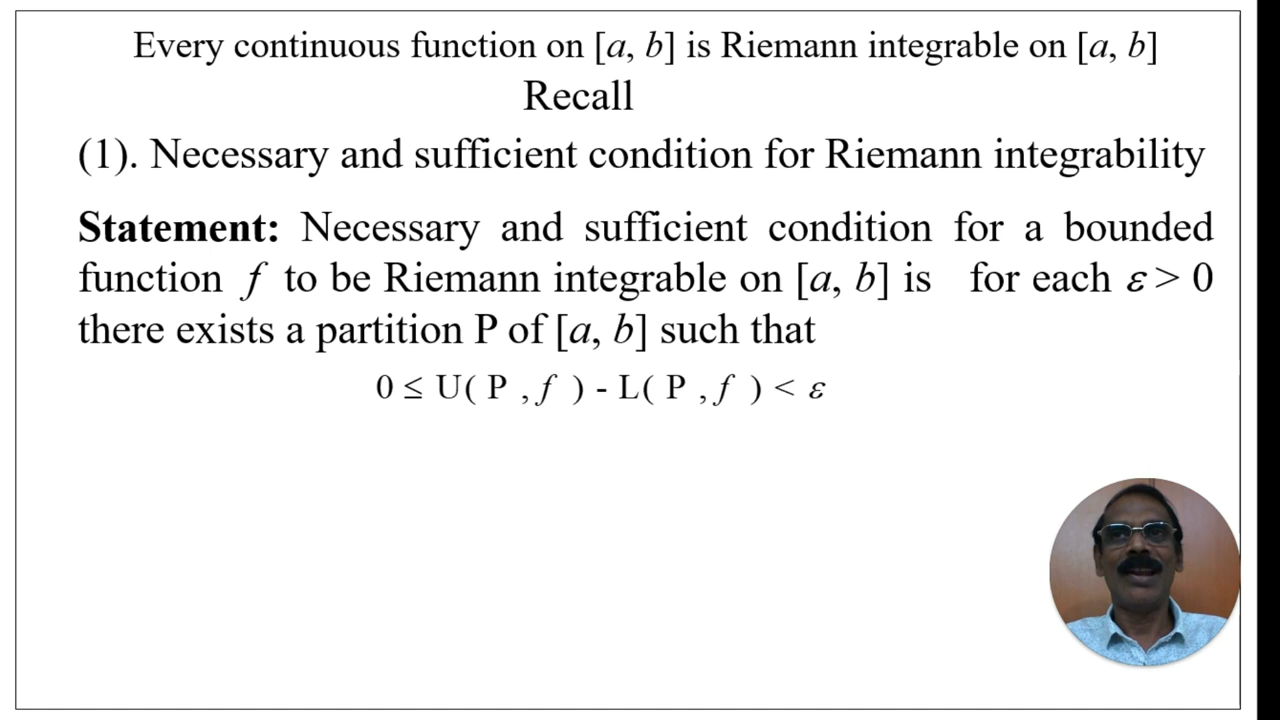 Every continuous function on [a, b] is Riemann integrable on [a, b]
Recall
(1). Necessary and sufficient condition for Riemann integrability
Statement: Necessary and sufficient condition for a bounded
function f to be Riemann integrable on [a, b] is for each ε > 0
there exists a partition P of [a, b] such that
0 ≤ U( P , f ) - L( P , f ) < ε